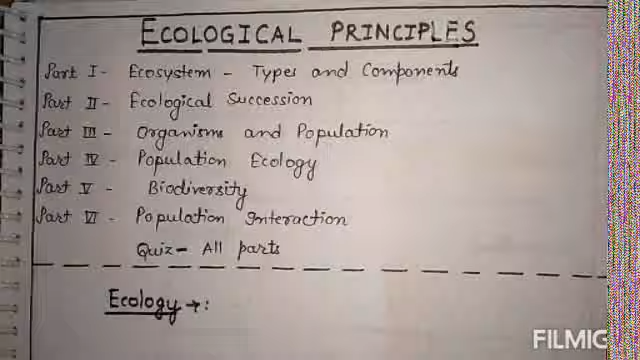 ECOLOGICAL PRINCIPLES
Part I - Ecosystem - Types and Components
Part II - Ecological Succession
Part III - Organisms and Population
Part IV - Population Ecology
Part V - Biodiversity
Part VI - Population Interaction
Quiz - All parts
Ecology →:
FILMIG